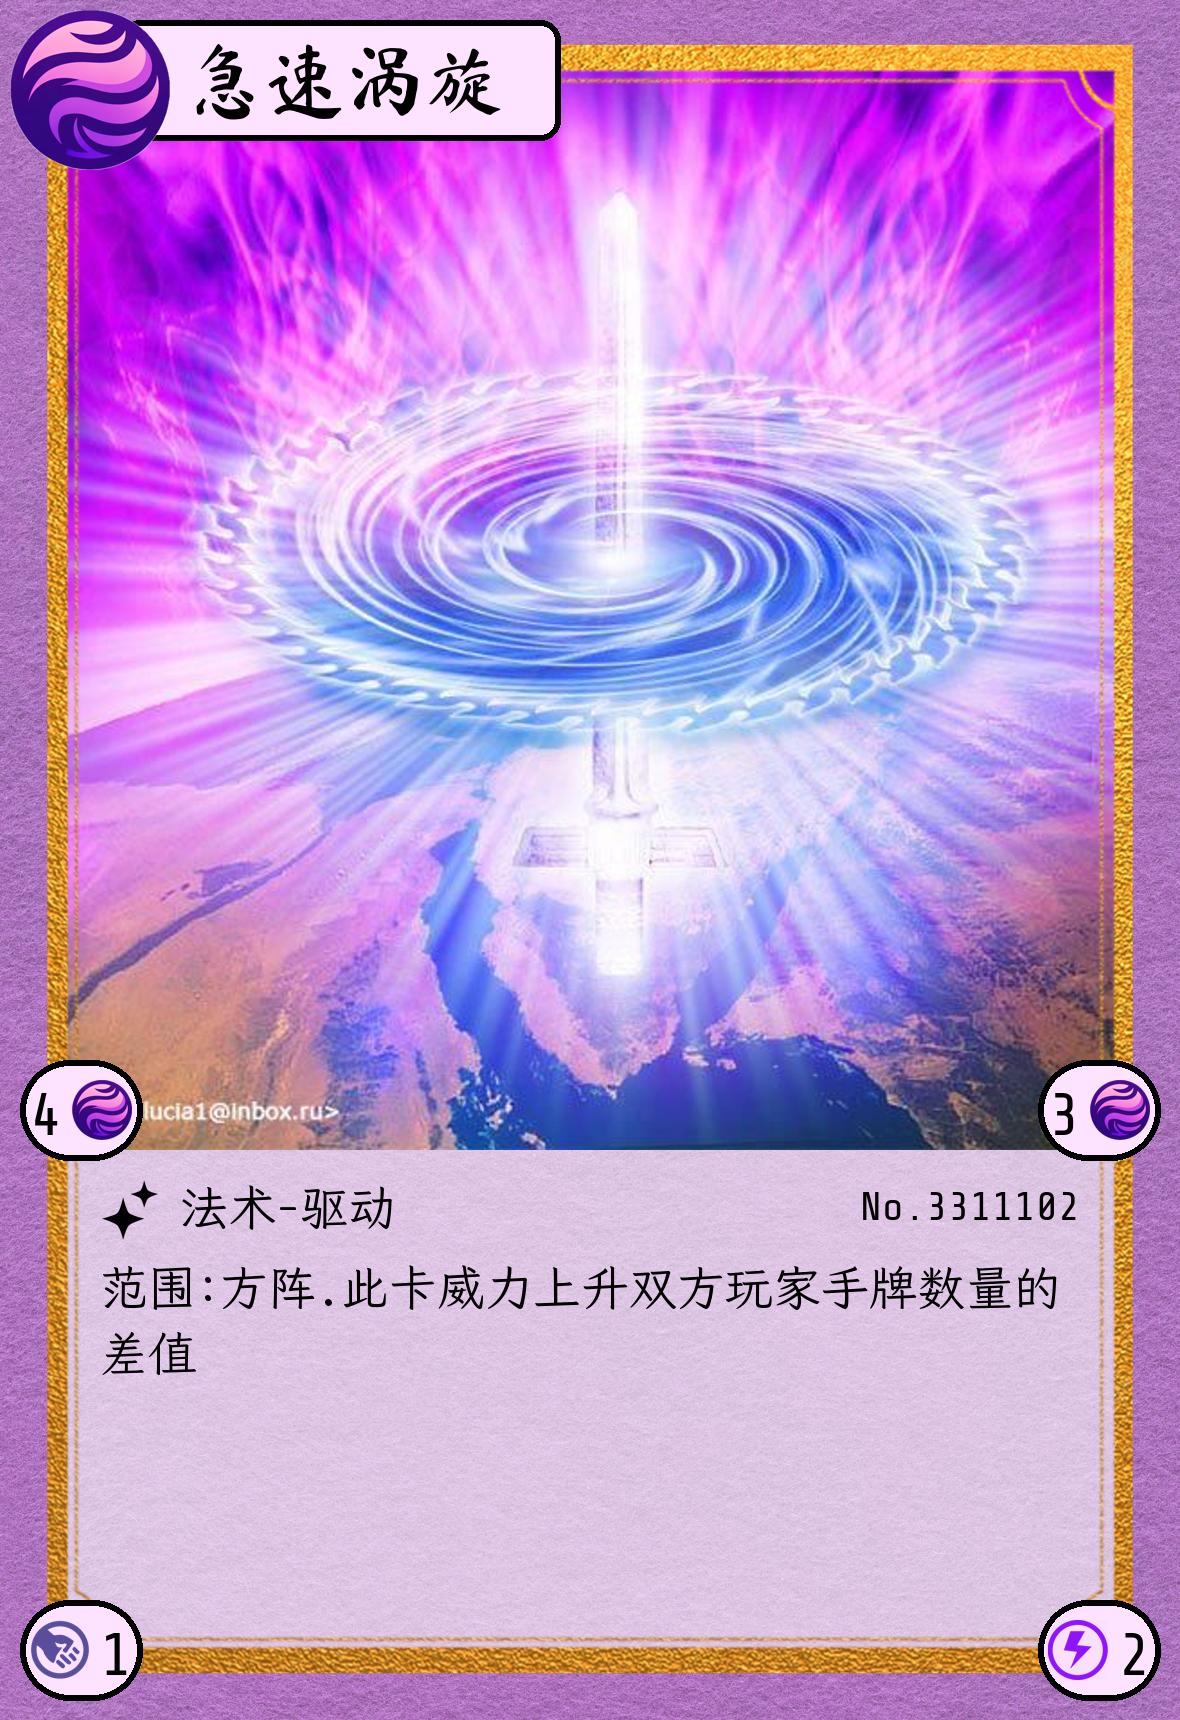 急速涡旋
4
lucia1@inbox.ru>
3
法术-驱动
No.3311102
范围:方阵.此卡威力上升双方玩家手牌数量的
差值
1
2